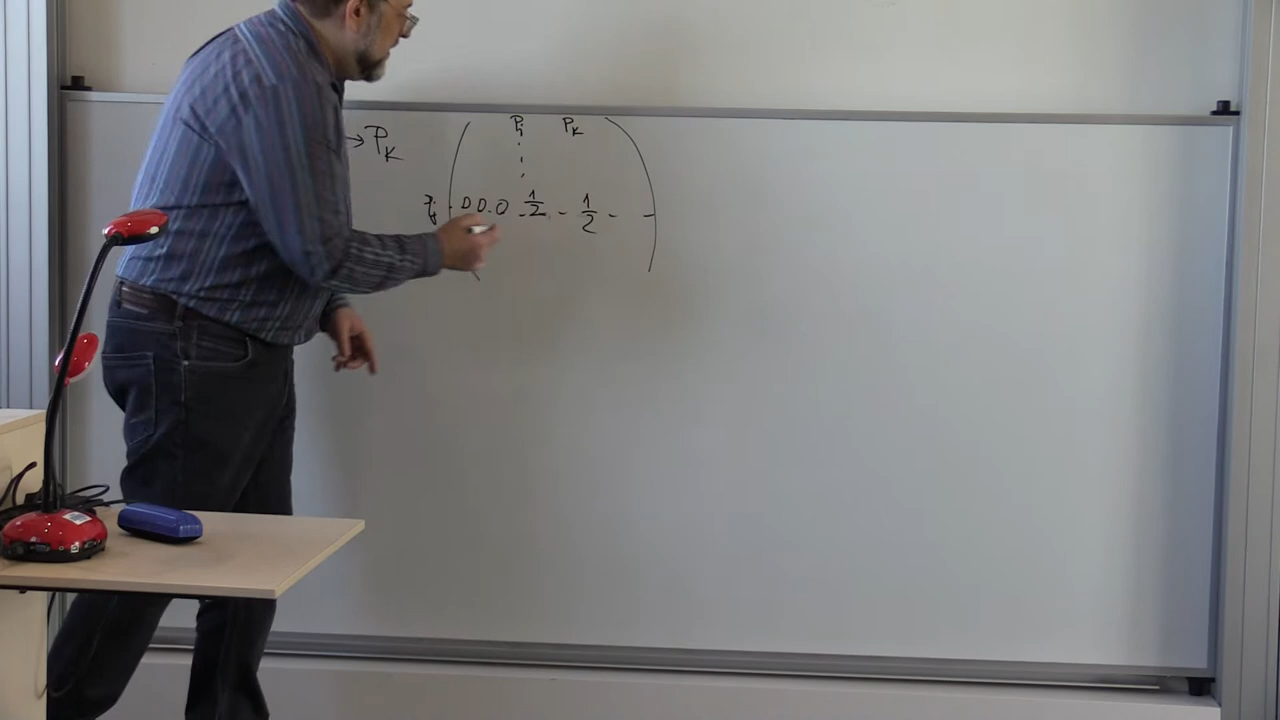 → P_K
P_i P_K
0 0 . 0 . 1/2 . - 1/2 - -